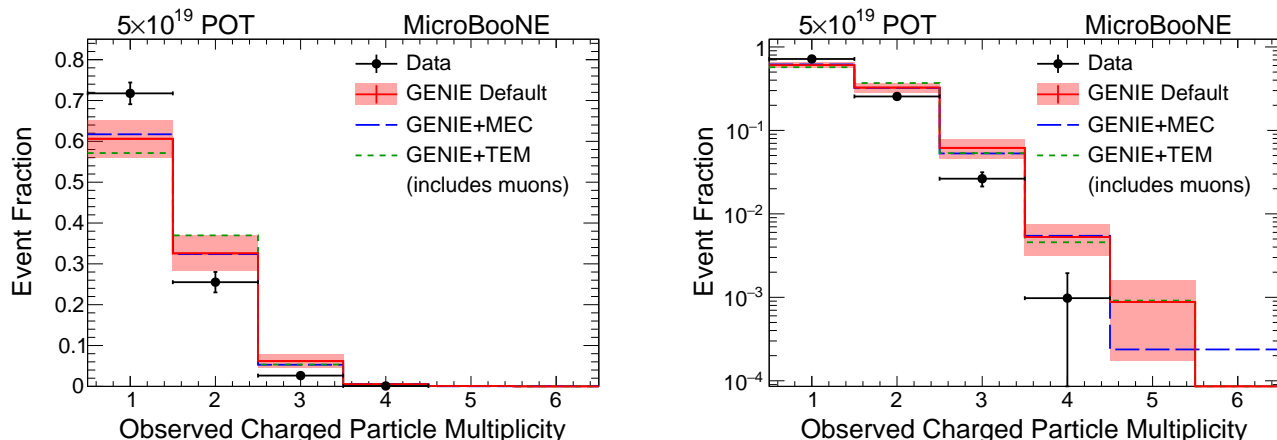 5×10¹⁹ POT MicroBooNE
Data
GENIE Default
GENIE+MEC
GENIE+TEM
(includes muons)
0.8
0.7
0.6
0.5
0.4
0.3
0.2
0.1
0
Event Fraction
1 2 3 4 5 6
Observed Charged Particle Multiplicity
5×10¹⁹ POT MicroBooNE
Data
GENIE Default
GENIE+MEC
GENIE+TEM
(includes muons)
1
10⁻¹
10⁻²
10⁻³
10⁻⁴
Event Fraction
1 2 3 4 5 6
Observed Charged Particle Multiplicity